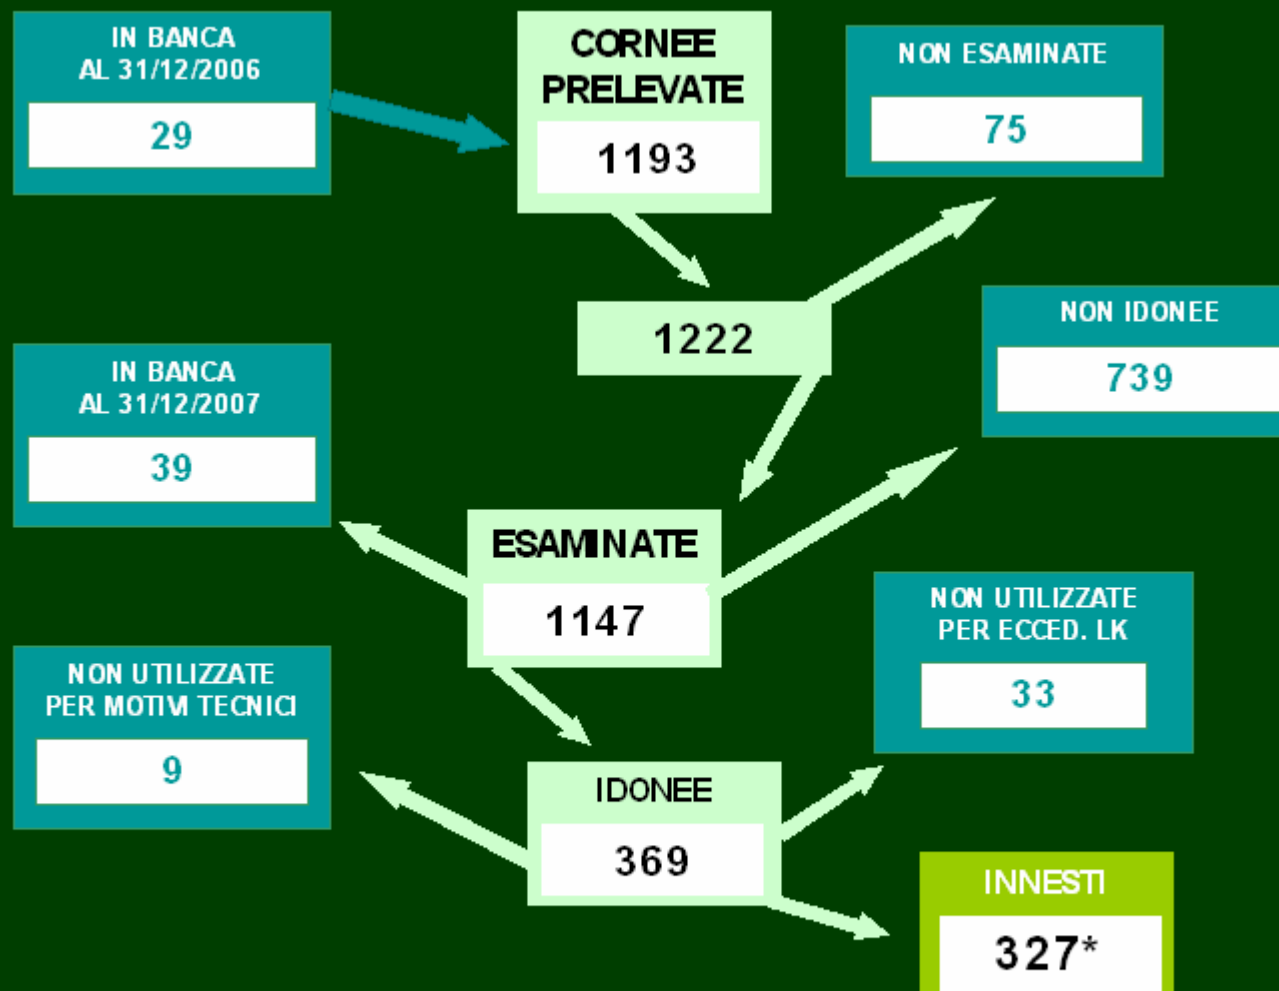 IN BANCA
AL 31/12/2006
29
CORNEE
PRELEVATE
1193
NON ESAMINATE
75
1222
NON IDONEE
739
IN BANCA
AL 31/12/2007
39
ESAMINATE
1147
NON UTILIZZATE
PER ECCED. LK
33
NON UTILIZZATE
PER MOTIVI TECNICI
9
IDONEE
369
INNESTI
327*